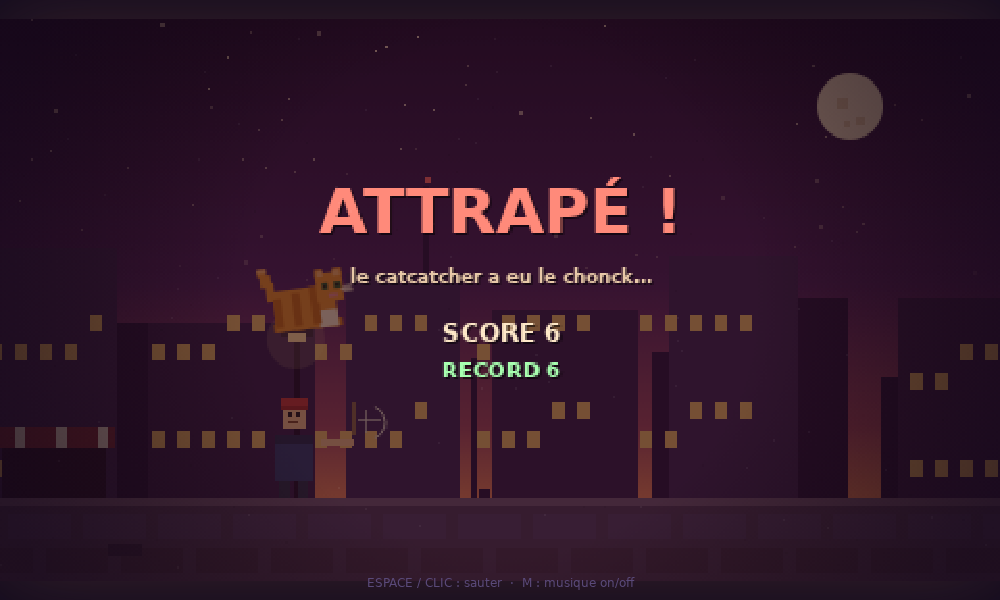 ATTRAPÉ !
le catcatcher a eu le chonck...
SCORE 6
RECORD 6
ESPACE / CLIC : sauter · M : musique on/off